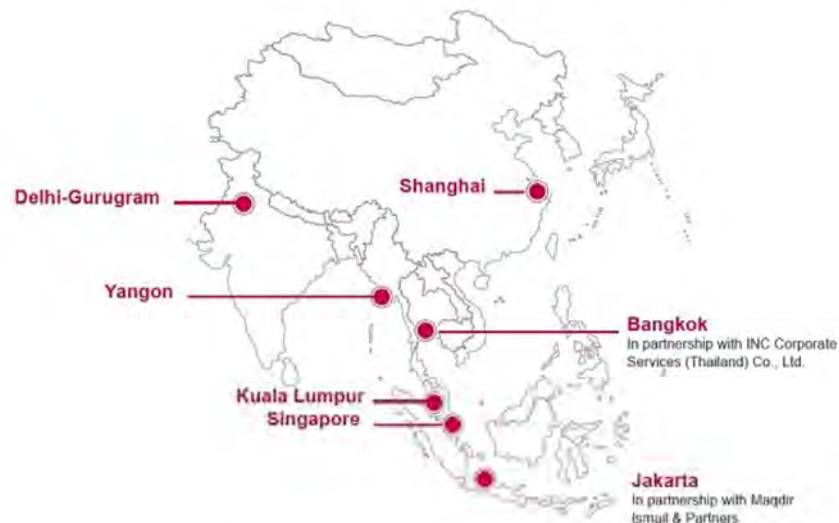 Delhi-Gurugram
Shanghai
Yangon
Bangkok
In partnership with INC Corporate
Services (Thailand) Co., Ltd.
Kuala Lumpur
Singapore
Jakarta
In partnership with Maqdir
Ismail & Partners